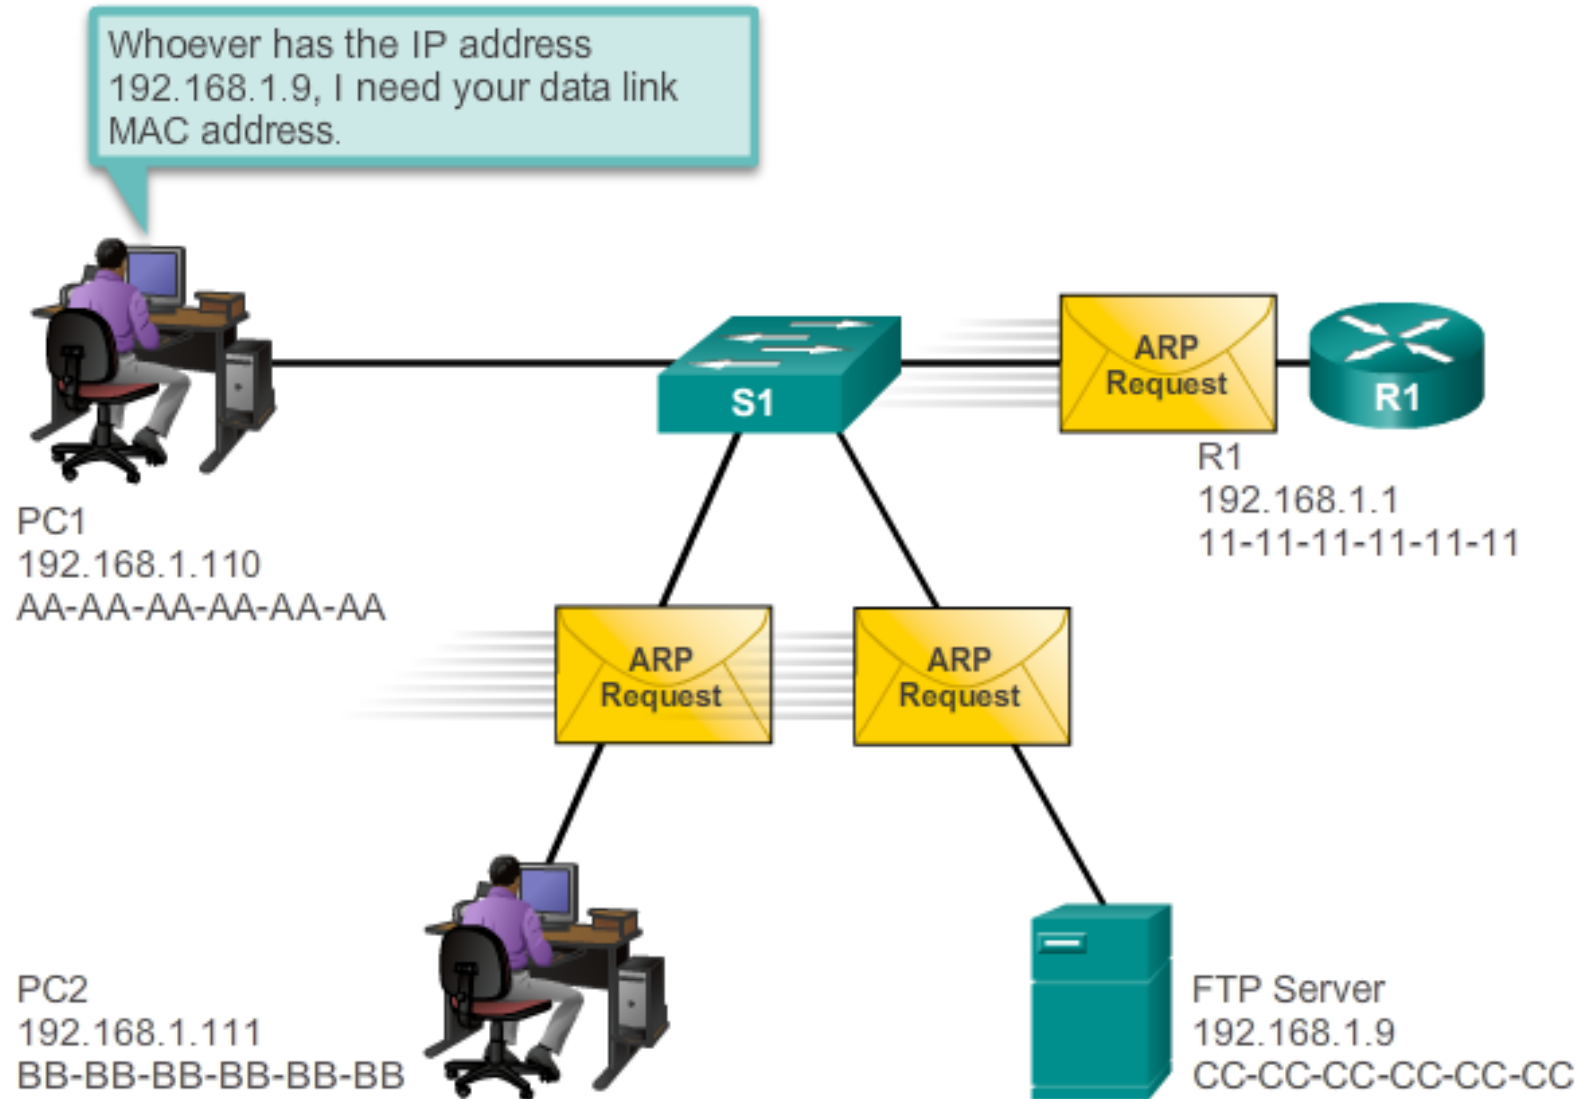 Whoever has the IP address
192.168.1.9, I need your data link
MAC address.
ARP
Request
S1
R1
R1
192.168.1.1
11-11-11-11-11-11
PC1
192.168.1.110
AA-AA-AA-AA-AA-AA
ARP
Request
ARP
Request
PC2
192.168.1.111
BB-BB-BB-BB-BB-BB
FTP Server
192.168.1.9
CC-CC-CC-CC-CC-CC